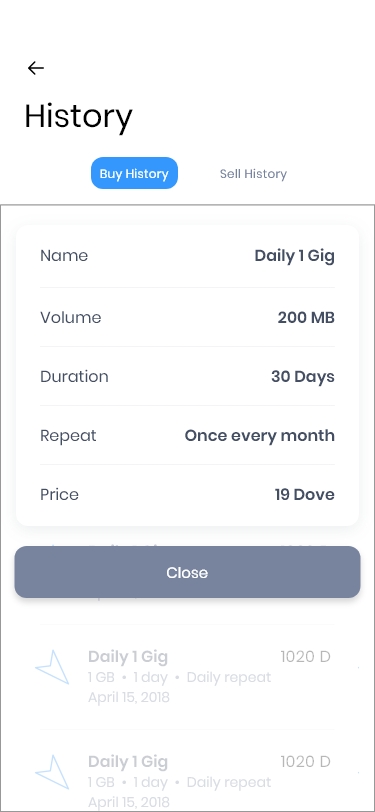 History
Buy History Sell History
Name Daily 1 Gig
Volume 200 MB
Duration 30 Days
Repeat Once every month
Price 19 Dove
Close
Daily 1 Gig 1020 D
1 GB • 1 day • Daily repeat
April 15, 2018
Daily 1 Gig 1020 D
1 GB • 1 day • Daily repeat
April 15, 2018